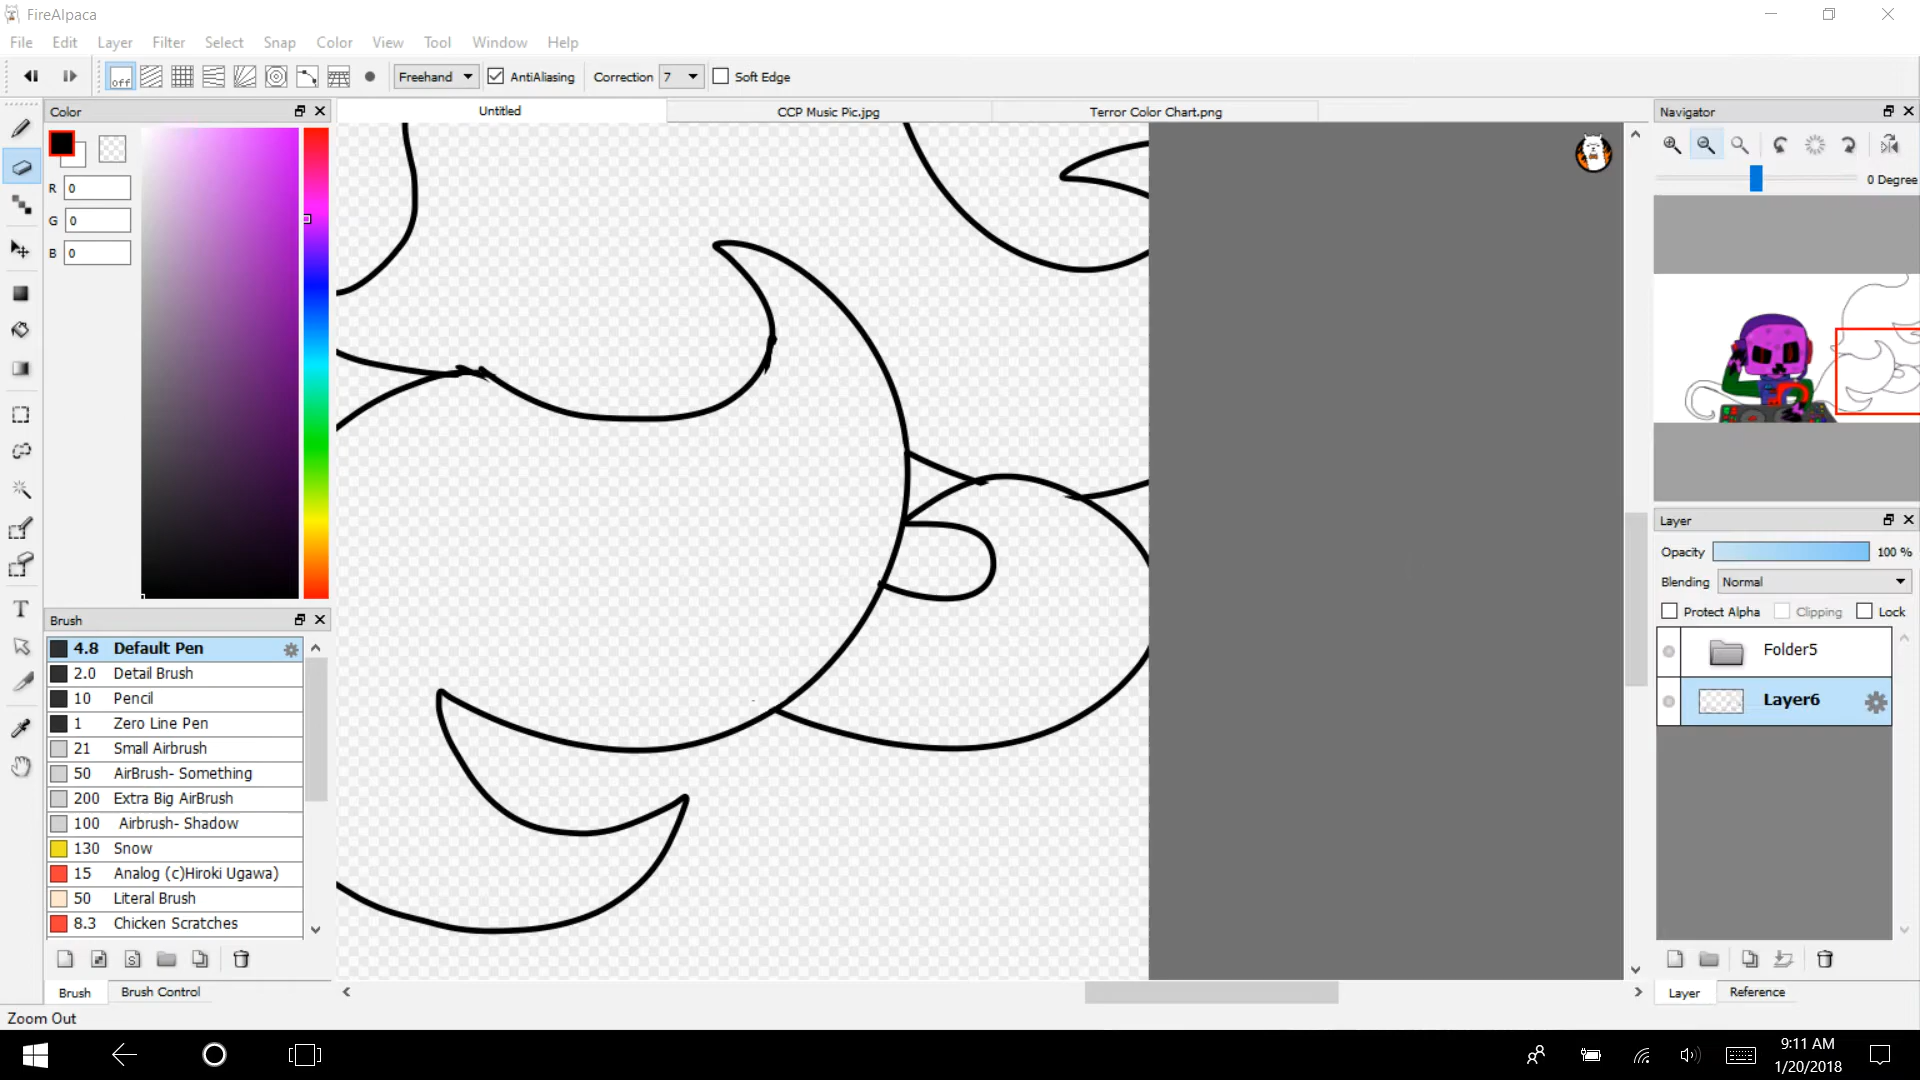 FireAlpaca
File Edit Layer Filter Select Snap Color View Tool Window Help
off Freehand AntiAliasing Correction 7 Soft Edge
Color
Untitled CCP Music Pic.jpg Terror Color Chart.png
Navigator
R 0
G 0
B 0
0 Degree
Layer
Opacity 100 %
Blending Normal
Protect Alpha Clipping Lock
Folder5
Layer6
Brush
4.8 Default Pen
2.0 Detail Brush
10 Pencil
1 Zero Line Pen
21 Small Airbrush
50 AirBrush- Something
200 Extra Big AirBrush
100 Airbrush- Shadow
130 Snow
15 Analog (c)Hiroki Ugawa)
50 Literal Brush
8.3 Chicken Scratches
S
Brush Brush Control
Layer Reference
Zoom Out
9:11 AM
1/20/2018
T